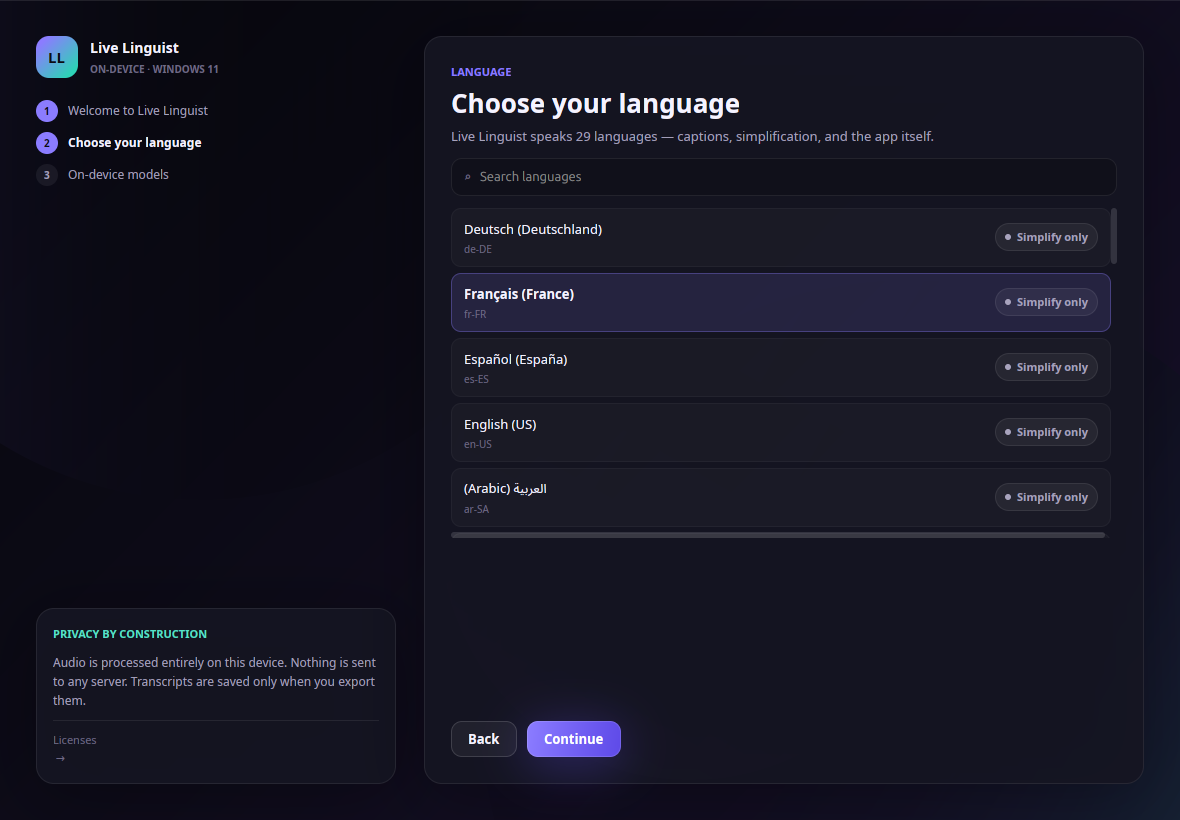 LL
Live Linguist
ON-DEVICE · WINDOWS 11
1 Welcome to Live Linguist
2 Choose your language
3 On-device models
PRIVACY BY CONSTRUCTION
Audio is processed entirely on this device. Nothing is sent
to any server. Transcripts are saved only when you export
them.
Licenses
→
LANGUAGE
Choose your language
Live Linguist speaks 29 languages — captions, simplification, and the app itself.
Search languages
Deutsch (Deutschland)
de-DE
Simplify only
Français (France)
fr-FR
Simplify only
Español (España)
es-ES
Simplify only
English (US)
en-US
Simplify only
العربية (Arabic)
ar-SA
Simplify only
Back
Continue